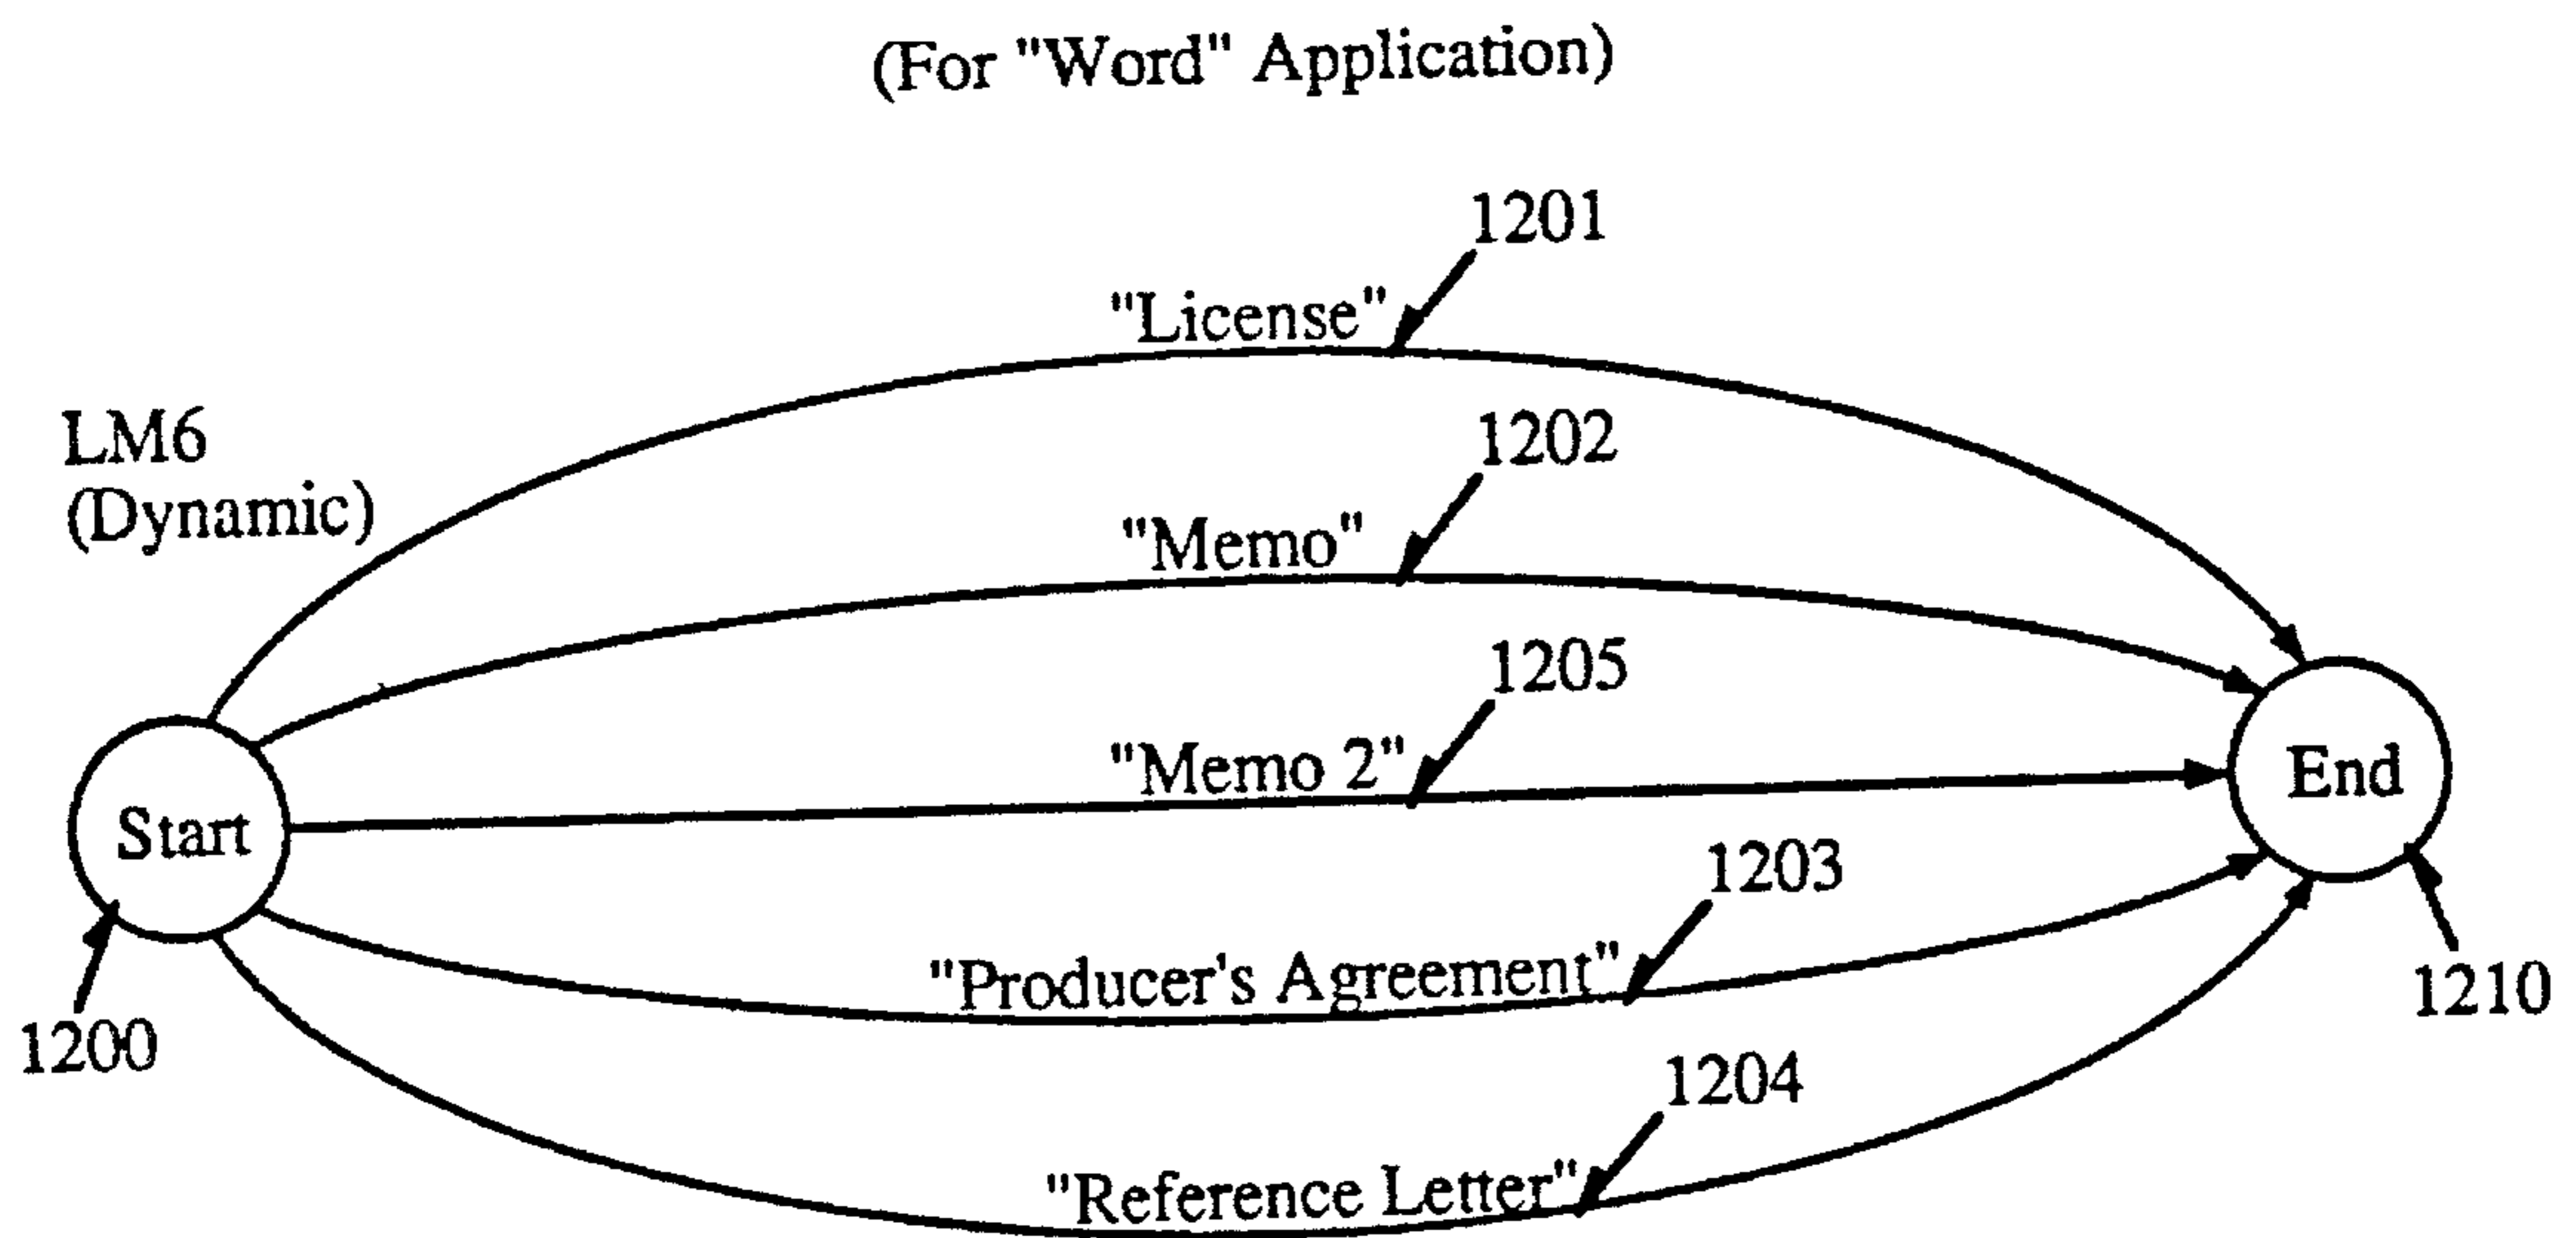 (For "Word" Application)
1201
"License"
LM6
(Dynamic)
1202
"Memo"
1205
"Memo 2"
End
Start
1203
"Producer's Agreement"
1210
1200
1204
"Reference Letter"